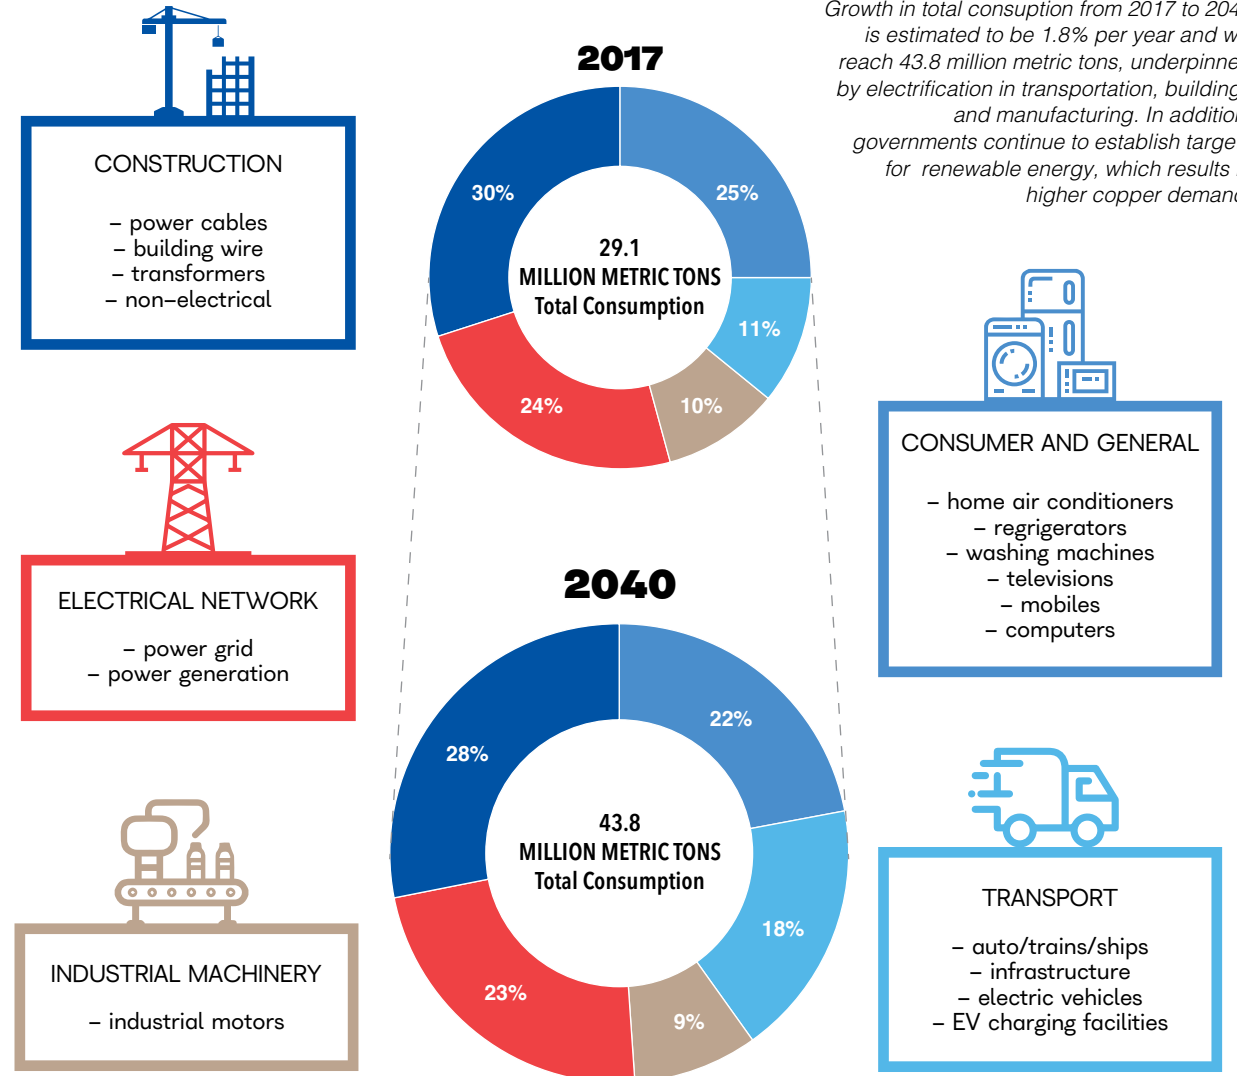 Growth in total consuption from 2017 to 204
is estimated to be 1.8% per year and w
reach 43.8 million metric tons, underpinne
by electrification in transportation, building
and manufacturing. In addition
governments continue to establish targe
for renewable energy, which results
higher copper deman
CONSTRUCTION
– power cables
– building wire
– transformers
– non–electrical
ELECTRICAL NETWORK
– power grid
– power generation
INDUSTRIAL MACHINERY
– industrial motors
2017
30%
25%
29.1
MILLION METRIC TONS
Total Consumption
11%
24%
10%
2040
22%
28%
43.8
MILLION METRIC TONS
Total Consumption
18%
23%
9%
CONSUMER AND GENERAL
– home air conditioners
– regrigerators
– washing machines
– televisions
– mobiles
– computers
TRANSPORT
– auto/trains/ships
– infrastructure
– electric vehicles
– EV charging facilities